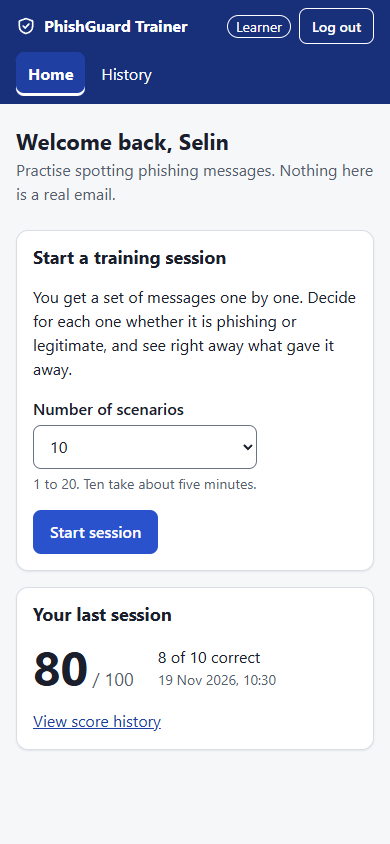 PhishGuard Trainer
Learner
Log out
Home
History
Welcome back, Selin
Practise spotting phishing messages. Nothing here
is a real email.
Start a training session
You get a set of messages one by one. Decide
for each one whether it is phishing or
legitimate, and see right away what gave it
away.
Number of scenarios
10
1 to 20. Ten take about five minutes.
Start session
Your last session
80 / 100
8 of 10 correct
19 Nov 2026, 10:30
View score history